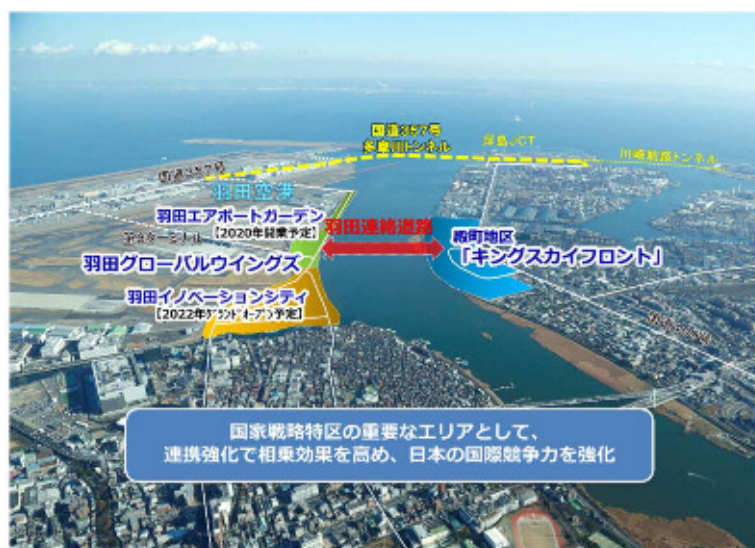 国道357号
多摩川トンネル
浮島JCT
川崎航路トンネル
国道357号
羽田空港
羽田エアポートガーデン
【2020年開業予定】
第3ターミナル
羽田連絡道路
殿町地区
「キングスカイフロント」
羽田グローバルウイングズ
羽田イノベーションシティ
【2022年グランドオープン予定】
国家戦略特区の重要なエリアとして、
連携強化で相乗効果を高め、日本の国際競争力を強化